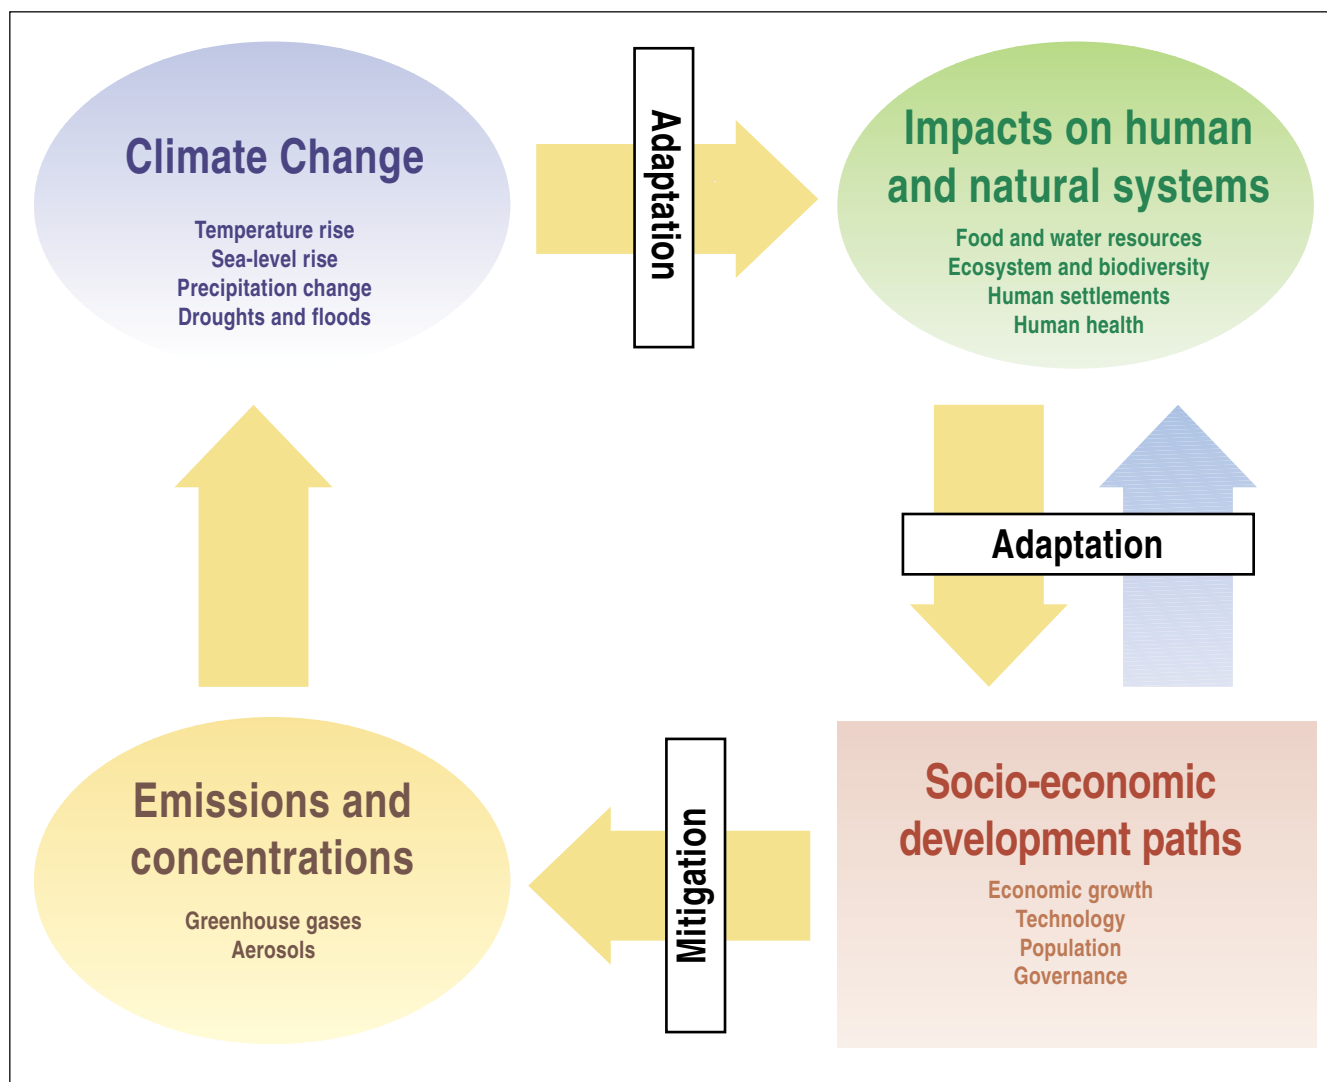 Climate Change
Temperature rise
Sea-level rise
Precipitation change
Droughts and floods
Adaptation
Impacts on human
and natural systems
Food and water resources
Ecosystem and biodiversity
Human settlements
Human health
Adaptation
Emissions and
concentrations
Greenhouse gases
Aerosols
Mitigation
Socio-economic
development paths
Economic growth
Technology
Population
Governance